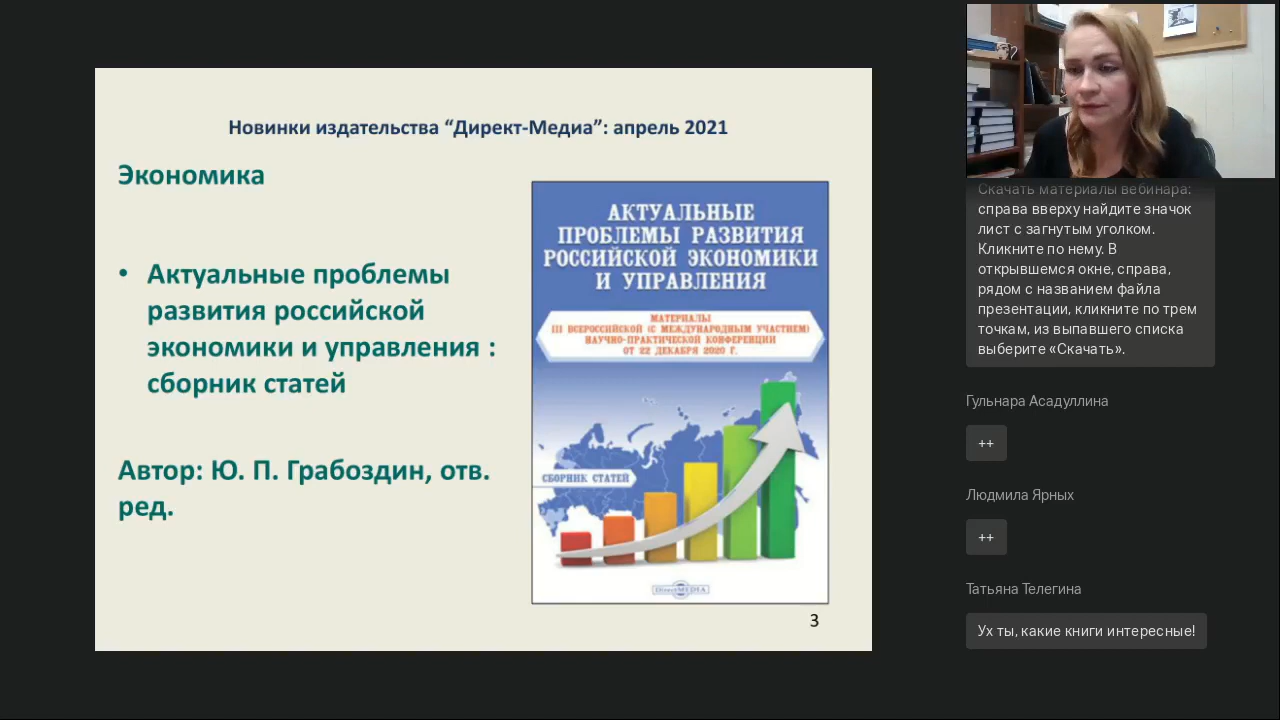 Новинки издательства “Директ-Медиа”: апрель 2021
Экономика
• Актуальные проблемы
развития российской
экономики и управления :
сборник статей
Автор: Ю. П. Грабоздин, отв.
ред.
АКТУАЛЬНЫЕ
ПРОБЛЕМЫ РАЗВИТИЯ
РОССИЙСКОЙ ЭКОНОМИКИ
И УПРАВЛЕНИЯ
МАТЕРИАЛЫ
III ВСЕРОССИЙСКОЙ (С МЕЖДУНАРОДНЫМ УЧАСТИЕМ)
НАУЧНО-ПРАКТИЧЕСКОЙ КОНФЕРЕНЦИИ
ОТ 22 ДЕКАБРЯ 2020 Г.
СБОРНИК СТАТЕЙ
DirectMEDIA
3
Скачать материалы вебинара:
справа вверху найдите значок
лист с загнутым уголком.
Кликните по нему. В
открывшемся окне, справа,
рядом с названием файла
презентации, кликните по трем
точкам, из выпавшего списка
выберите «Скачать».
Гульнара Асадуллина
++
Людмила Ярных
++
Татьяна Телегина
Ух ты, какие книги интересные!